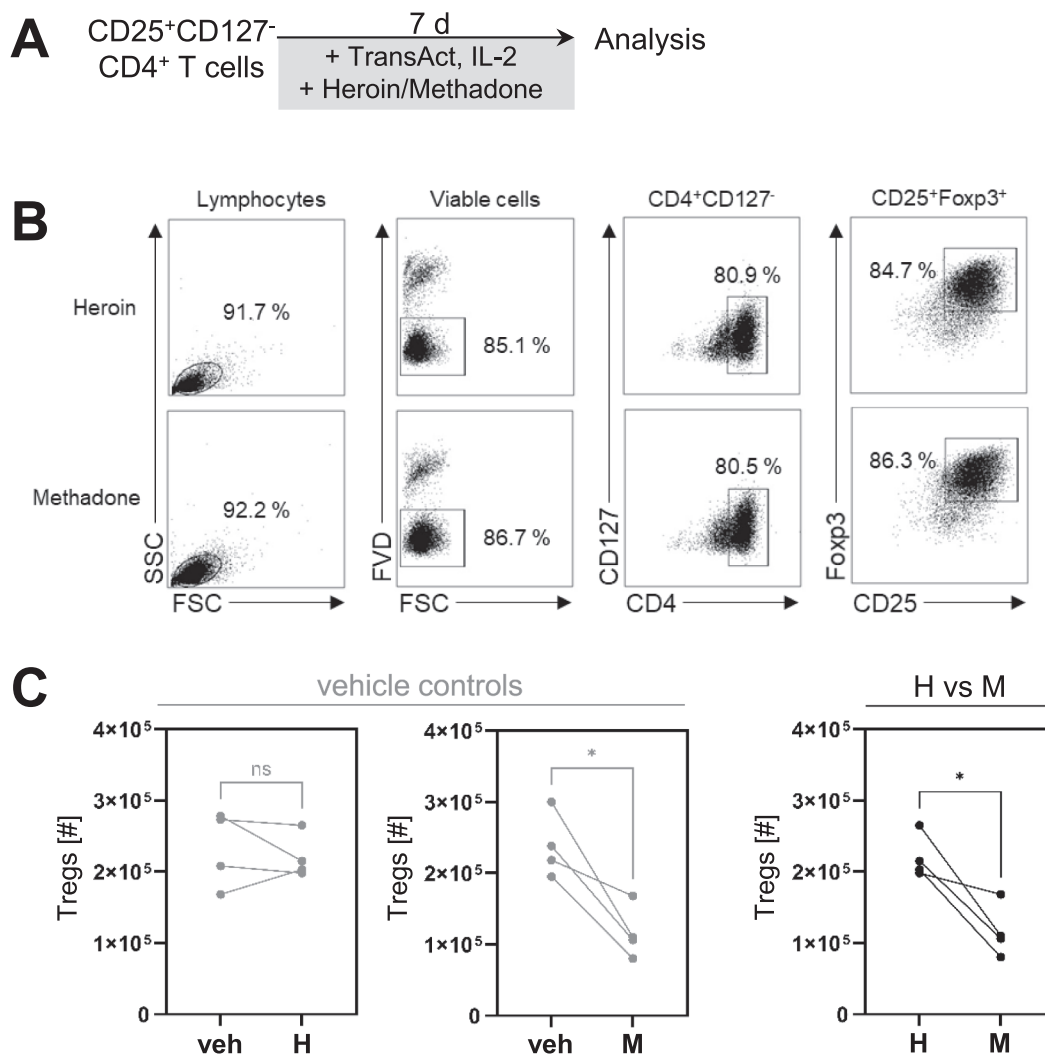 A
CD25⁺CD127⁻
CD4⁺ T cells
7 d
+ TransAct, IL-2
+ Heroin/Methadone
Analysis
B
Lymphocytes
Viable cells
CD4⁺CD127⁻
CD25⁺Foxp3⁺
Heroin
91.7 %
85.1 %
80.9 %
84.7 %
Methadone
92.2 %
86.7 %
80.5 %
86.3 %
SSC
FVD
CD127
Foxp3
FSC
FSC
CD4
CD25
C
vehicle controls
H vs M
Tregs [#]
4×10⁵
3×10⁵
2×10⁵
1×10⁵
0
ns
veh H
Tregs [#]
4×10⁵
3×10⁵
2×10⁵
1×10⁵
0
*
veh M
Tregs [#]
4×10⁵
3×10⁵
2×10⁵
1×10⁵
0
*
H M